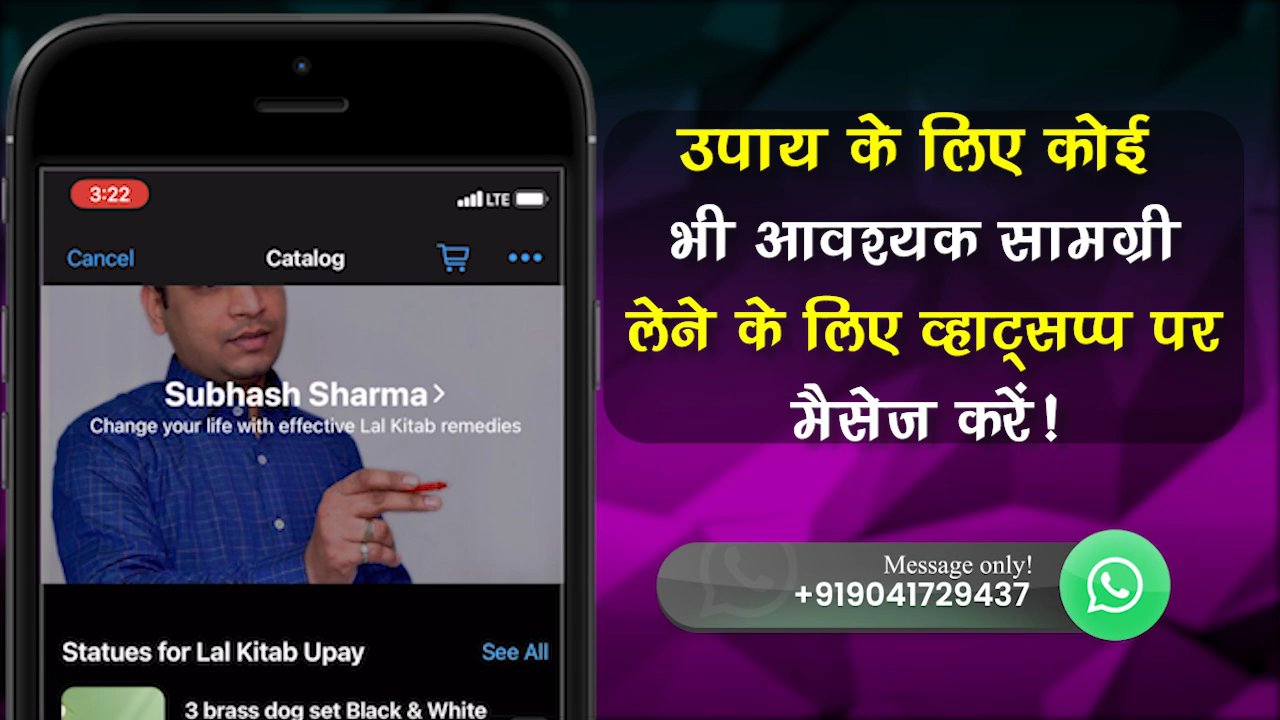 3:22
LTE
Cancel
Catalog
Subhash Sharma >
Change your life with effective Lal Kitab remedies
Statues for Lal Kitab Upay
See All
3 brass dog set Black & White
उपाय के लिए कोई
भी आवश्यक सामग्री
लेने के लिए व्हाट्सप्प पर
मैसेज करें!
Message only!
+919041729437